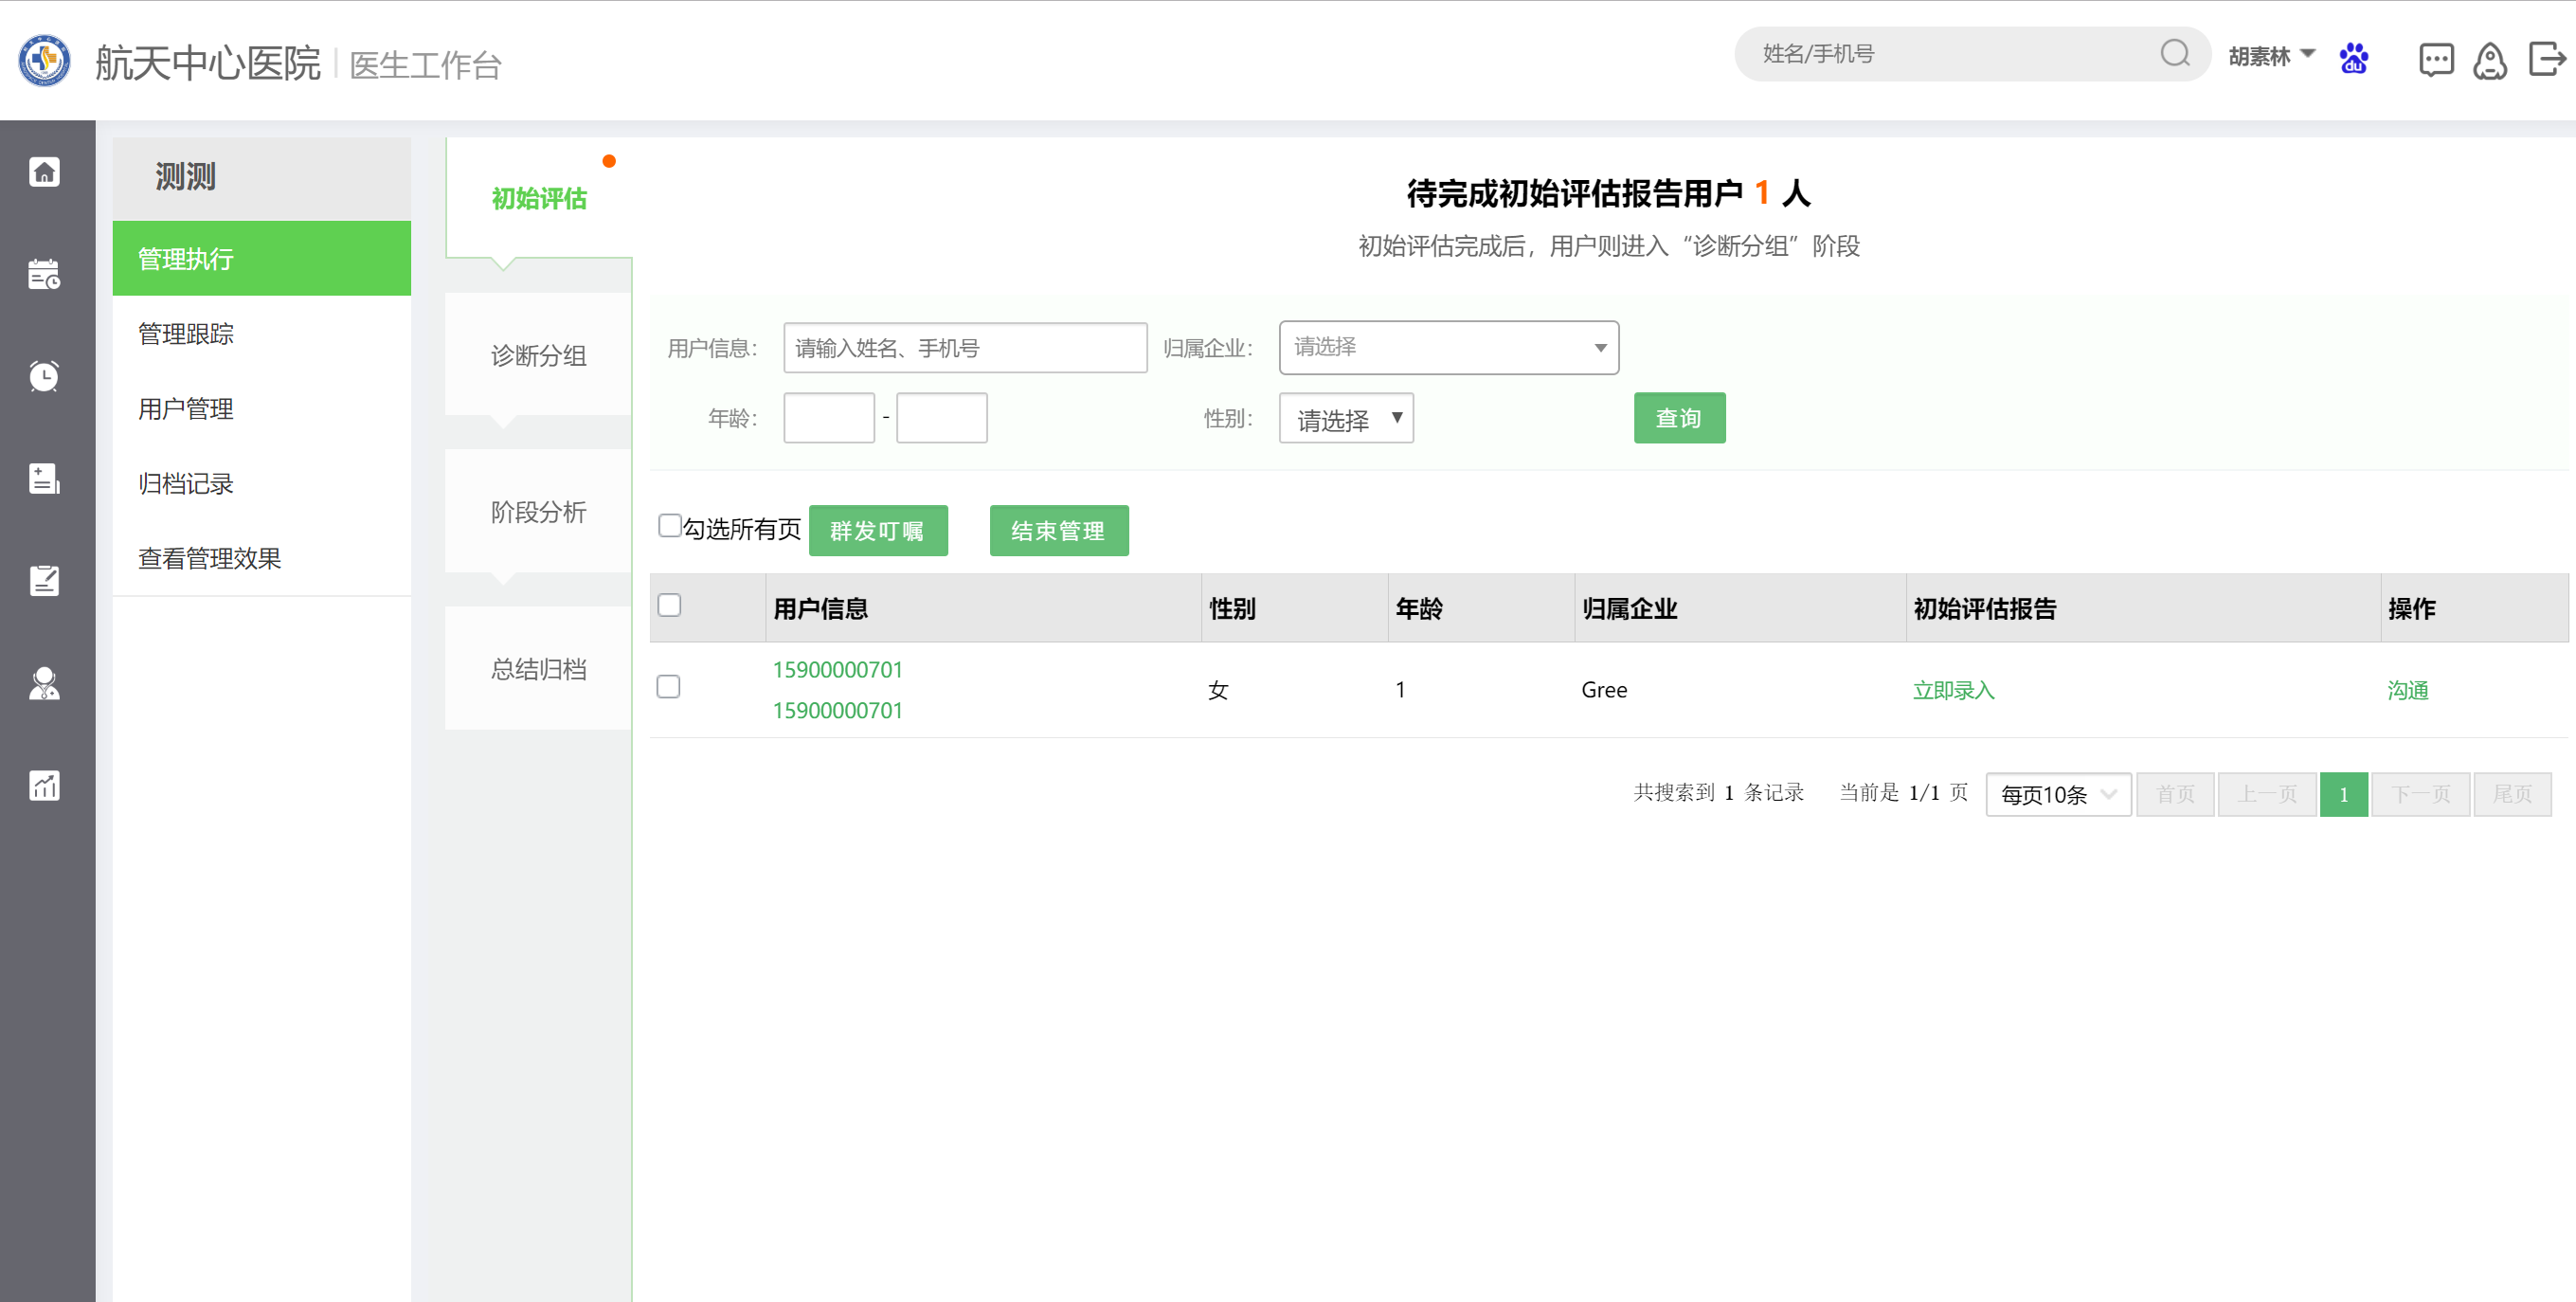 航天中心医院 医生工作台
姓名/手机号
胡素林
du
测测
管理执行
管理跟踪
用户管理
归档记录
查看管理效果
初始评估
诊断分组
阶段分析
总结归档
待完成初始评估报告用户 1 人
初始评估完成后，用户则进入“诊断分组”阶段
用户信息： 请输入姓名、手机号 归属企业： 请选择
年龄： - 性别： 请选择 查询
勾选所有页 群发叮嘱 结束管理
用户信息 性别 年龄 归属企业 初始评估报告 操作
15900000701
15900000701
女 1 Gree 立即录入 沟通
共搜索到 1 条记录 当前是 1/1 页 每页10条 首页 上一页 1 下一页 尾页